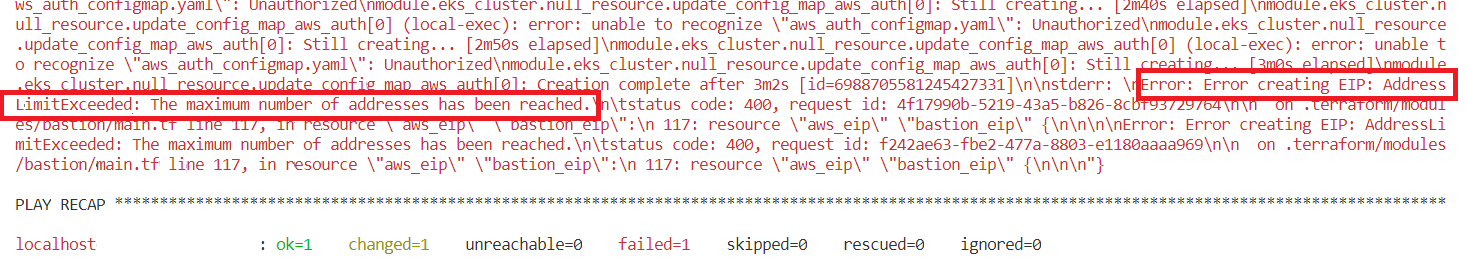 ws_auth_configmap.yaml\": Unauthorized\nmodule.eks_cluster.null_resource.update_config_map_aws_auth[0]: Still creating... [2m40s elapsed]\nmodule.eks_cluster.n
ull_resource.update_config_map_aws_auth[0] (local-exec): error: unable to recognize \"aws_auth_configmap.yaml\": Unauthorized\nmodule.eks_cluster.null_resource
.update_config_map_aws_auth[0]: Still creating... [2m50s elapsed]\nmodule.eks_cluster.null_resource.update_config_map_aws_auth[0] (local-exec): error: unable t
o recognize \"aws_auth_configmap.yaml\": Unauthorized\nmodule.eks_cluster.null_resource.update_config_map_aws_auth[0]: Still creating... [3m0s elapsed]\nmodule
.eks_cluster.null_resource.update_config_map_aws_auth[0]: Creation complete after 3m2s [id=6988705581245427331]\n\nstderr: \nError: Error creating EIP: Address
LimitExceeded: The maximum number of addresses has been reached.\n\tstatus code: 400, request id: 4f17990b-5219-43a5-b826-8cbf93729764\n\n  on .terraform/modul
es/bastion/main.tf line 117, in resource \"aws_eip\" \"bastion_eip\":\n 117: resource \"aws_eip\" \"bastion_eip\" {\n\n\n\nError: Error creating EIP: AddressLi
mitExceeded: The maximum number of addresses has been reached.\n\tstatus code: 400, request id: f242ae63-fbe2-477a-8803-e1180aaaa969\n\n  on .terraform/modules
/bastion/main.tf line 117, in resource \"aws_eip\" \"bastion_eip\":\n 117: resource \"aws_eip\" \"bastion_eip\" {\n\n\n"}
PLAY RECAP ***************************************************************************************************************************************************
localhost                  : ok=1    changed=1    unreachable=0    failed=1    skipped=0    rescued=0    ignored=0